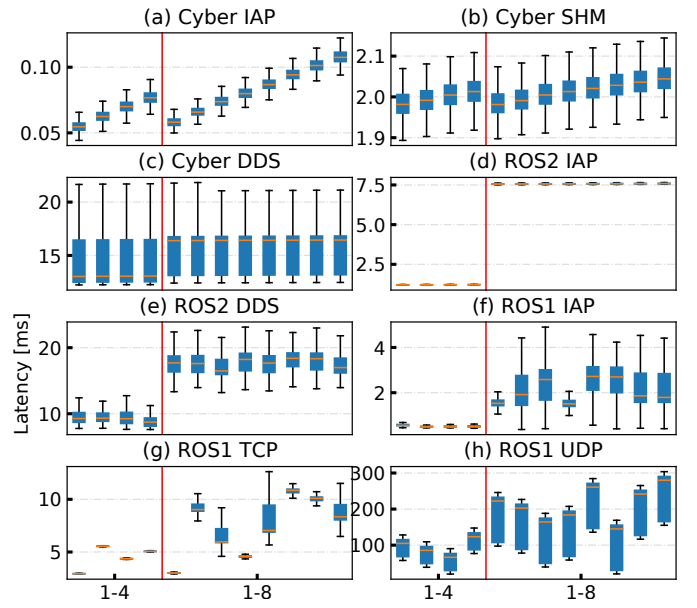 (a) Cyber IAP
0.10
0.05
(b) Cyber SHM
2.1
2.0
1.9
(c) Cyber DDS
20
15
(d) ROS2 IAP
7.5
5.0
2.5
(e) ROS2 DDS
20
10
(f) ROS1 IAP
4
2
Latency [ms]
(g) ROS1 TCP
10
5
1-4
1-8
(h) ROS1 UDP
300
200
100
1-4
1-8